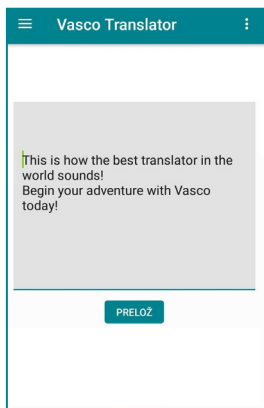 Vasco Translator
This is how the best translator in the
world sounds!
Begin your adventure with Vasco
today!
PRELOŽ